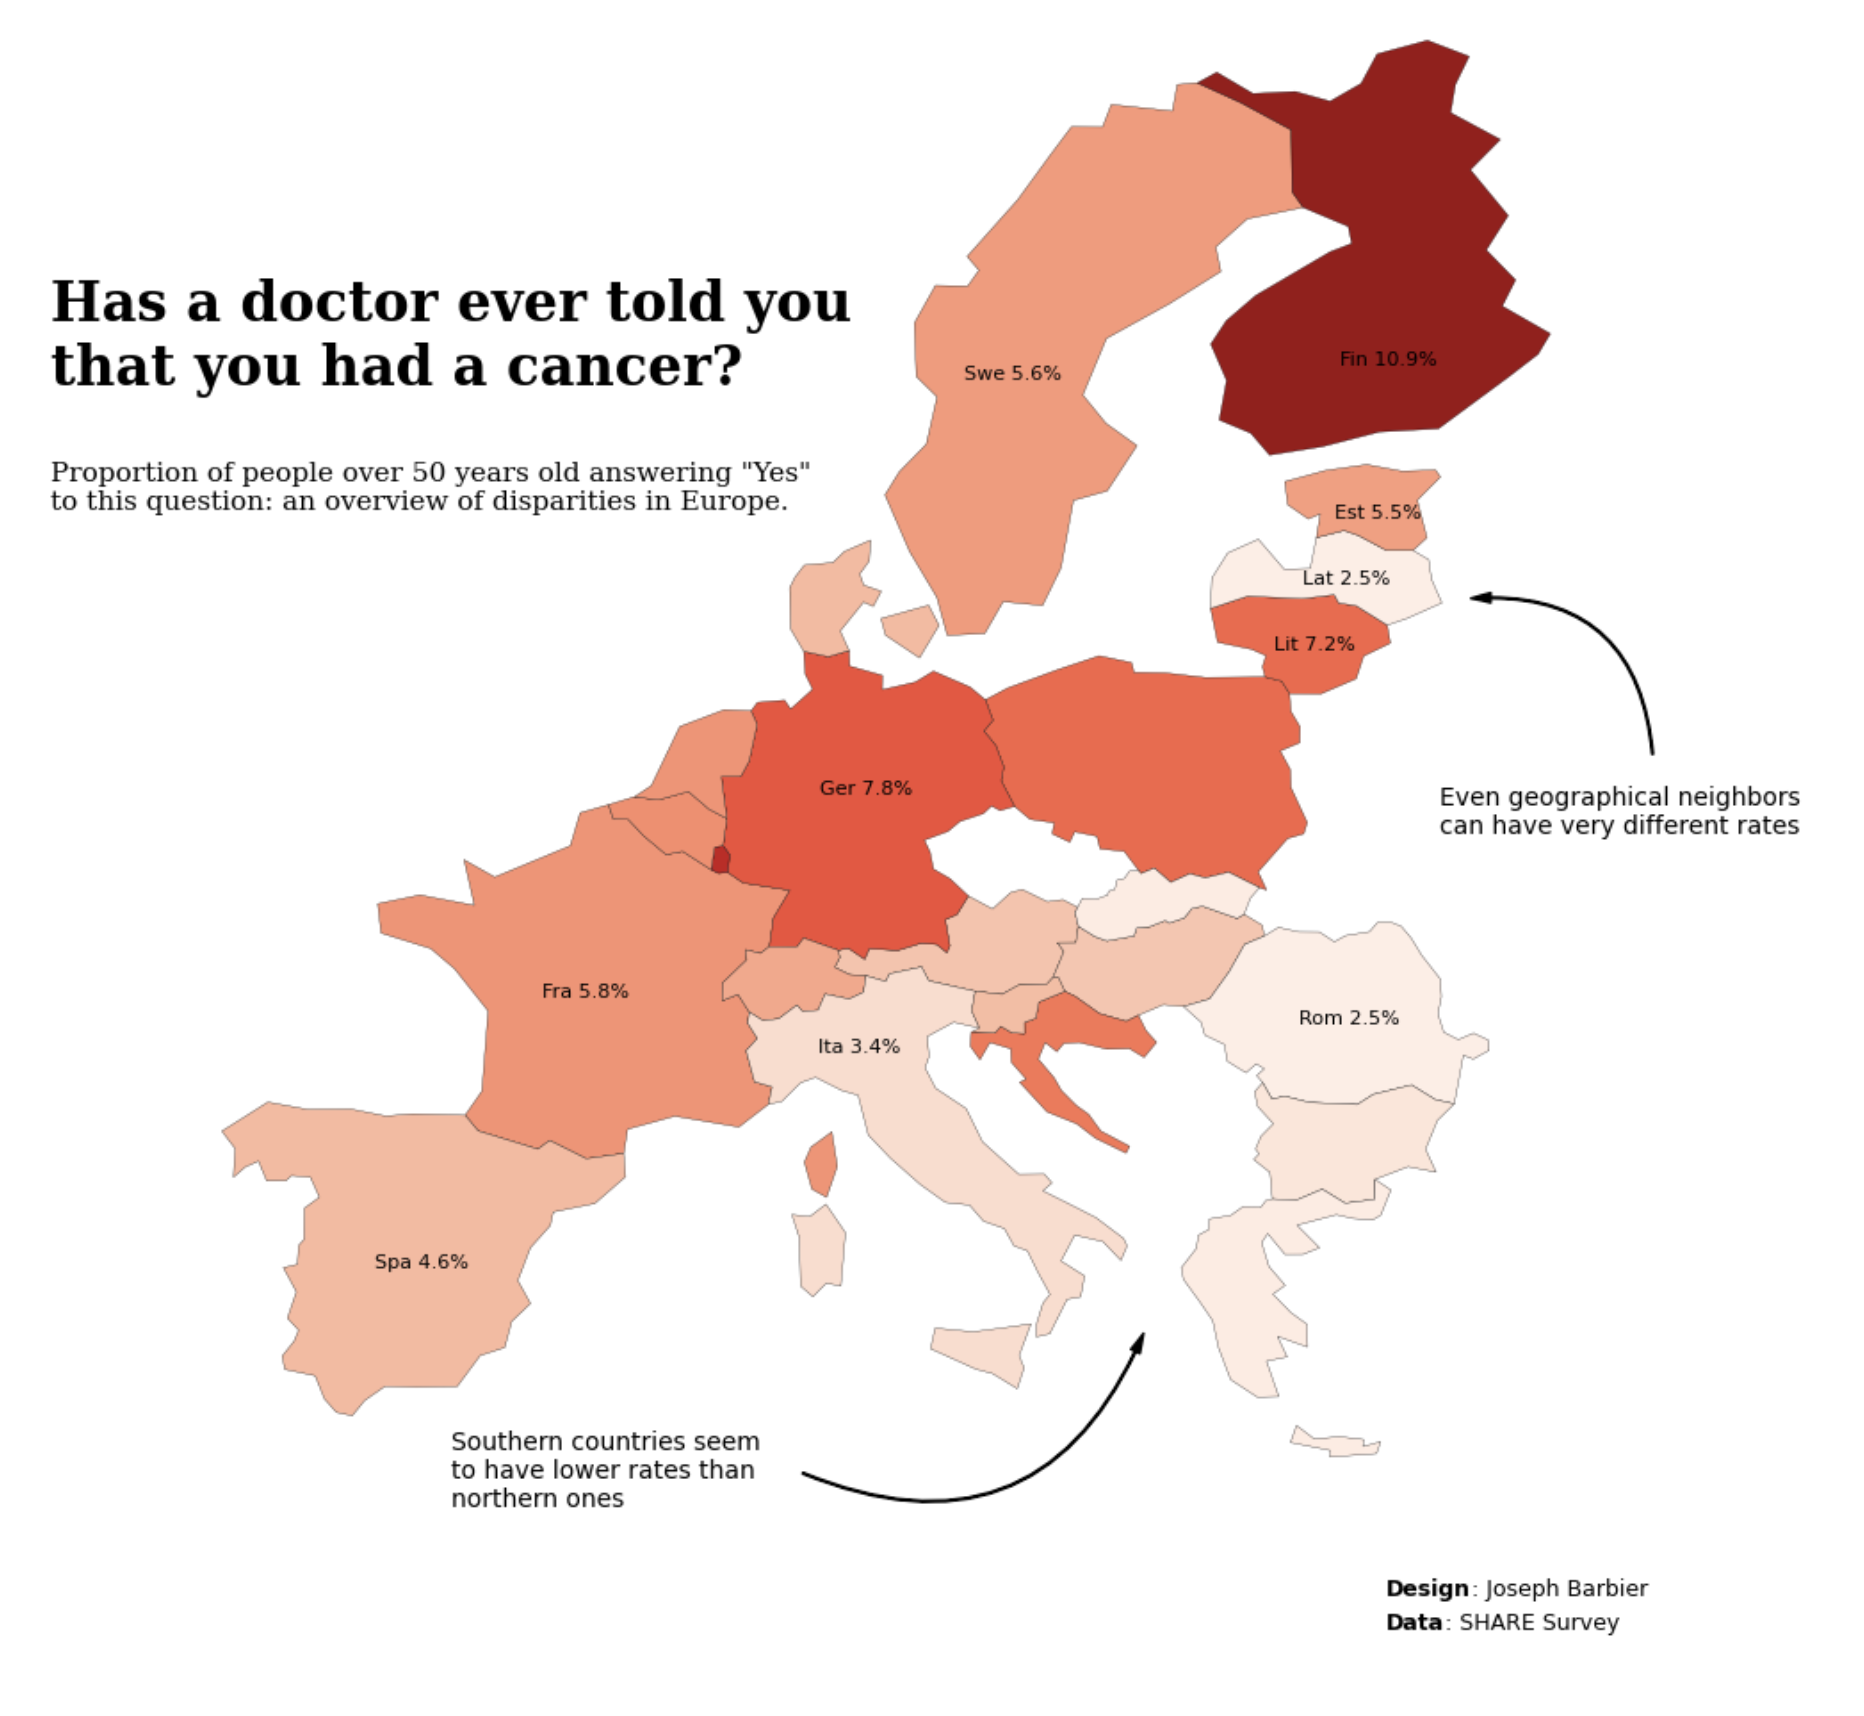 Has a doctor ever told you
that you had a cancer?
Proportion of people over 50 years old answering "Yes"
to this question: an overview of disparities in Europe.
Swe 5.6%
Fin 10.9%
Est 5.5%
Lat 2.5%
Lit 7.2%
Ger 7.8%
Even geographical neighbors
can have very different rates
Fra 5.8%
Rom 2.5%
Ita 3.4%
Spa 4.6%
Southern countries seem
to have lower rates than
northern ones
Design: Joseph Barbier
Data: SHARE Survey